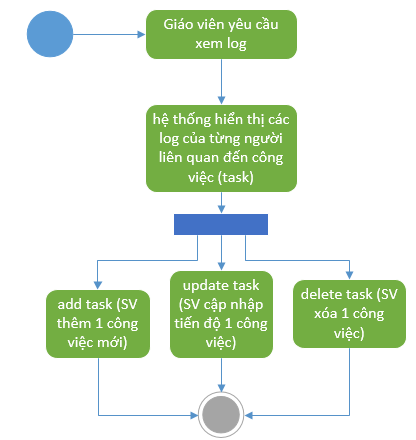 Giáo viên yêu cầu
xem log
hệ thống hiển thị các
log của từng người
liên quan đến công
việc (task)
add task (SV
thêm 1 công
việc mới)
update task
(SV cập nhập
tiến độ 1 công
việc)
delete task (SV
xóa 1 công
việc)